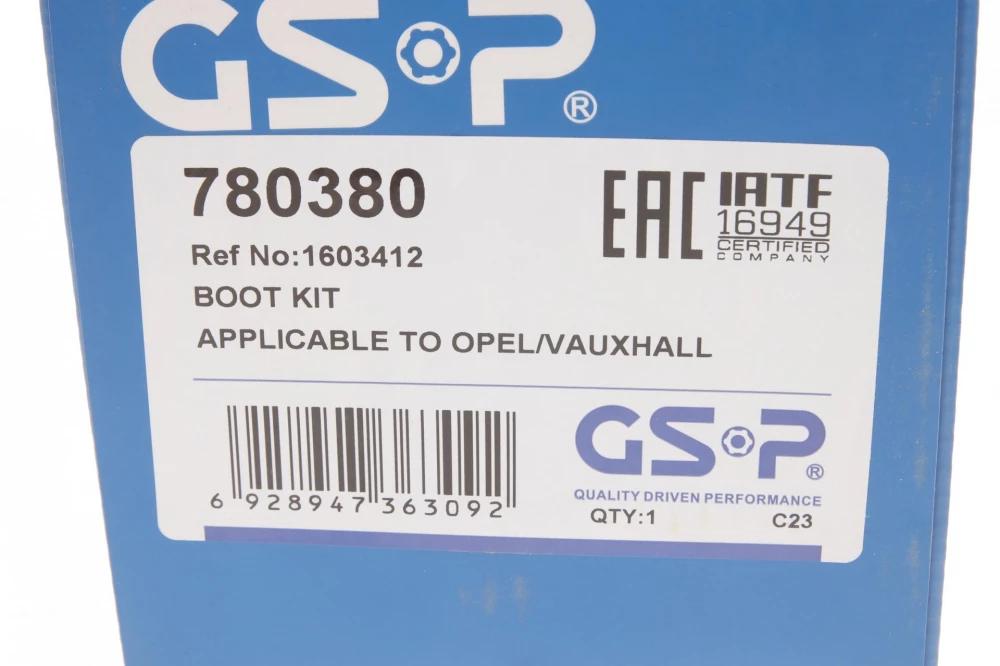 GSP®
780380
EAC
IATF
16949
CERTIFIED
COMPANY
Ref No:1603412
BOOT KIT
APPLICABLE TO OPEL/VAUXHALL
6 928947 363092
GSP®
QUALITY DRIVEN PERFORMANCE
QTY:1 C23